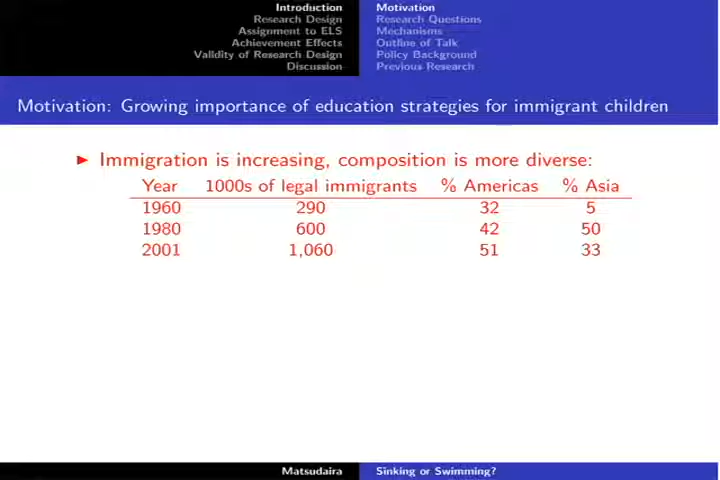 Introduction
Research Design
Assignment to ELS
Achievement Effects
Validity of Research Design
Discussion
Motivation
Research Questions
Mechanisms
Outline of Talk
Policy Background
Previous Research
Motivation: Growing importance of education strategies for immigrant children
Immigration is increasing, composition is more diverse:
Year 1000s of legal immigrants % Americas % Asia
1960 290 32 5
1980 600 42 50
2001 1,060 51 33
Matsudaira Sinking or Swimming?